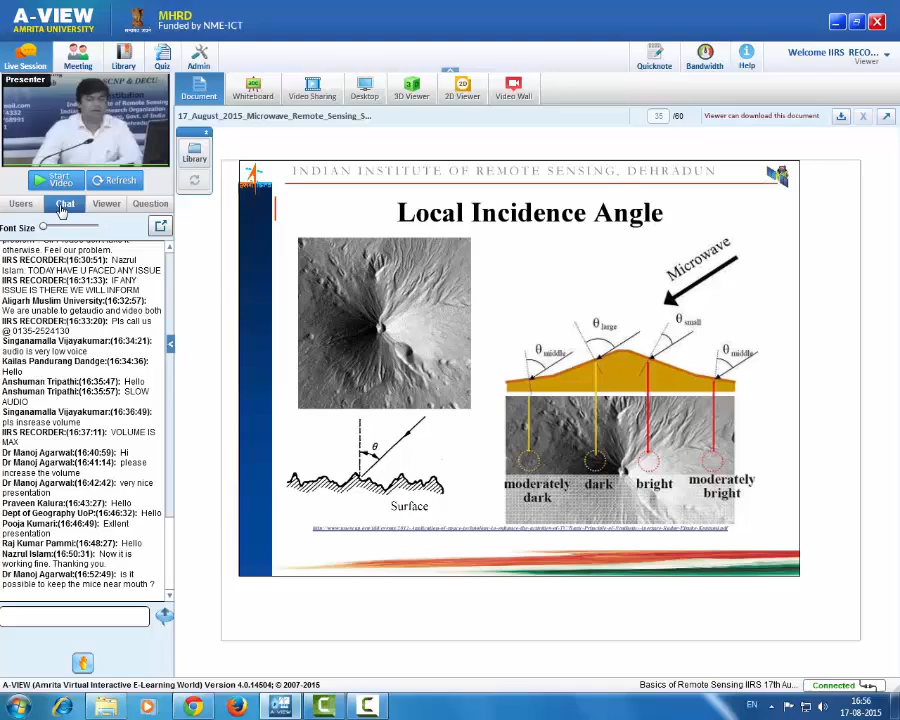 A-VIEW
AMRITA UNIVERSITY
MHRD
Funded by NME-ICT
Live Session
Meeting
Library
Quiz
Admin
Quicknote
Bandwidth
Help
Welcome IIRS RECO...
Viewer
Presenter
SCNP & DECU
Document
Whiteboard
Video Sharing
Desktop
3D Viewer
2D Viewer
Video Wall
17_August_2015_Microwave_Remote_Sensing_S...
35 /60
Viewer can download this document
Library
Start Video
Refresh
Users
Chat
Viewer
Question
Font Size
otherwise. Feel our problem.
IIRS RECORDER:(16:30:51): Nazrul
Islam: TODAY HAVE U FACED ANY ISSUE
IIRS RECORDER:(16:31:33): IF ANY
ISSUE IS THERE WE WILL INFORM
Aligarh Muslim University:(16:32:57):
We are unable to getaudio and video both
IIRS RECORDER:(16:33:20): Pls call us
@ 0135-2524130
Singanamalla Vijayakumar:(16:34:21):
audio is very low voice
Kailas Pandurang Dandge:(16:34:36):
Hello
Anshuman Tripathi:(16:35:47): Hello
Anshuman Tripathi:(16:35:57): SLOW
AUDIO
Singanamalla Vijayakumar:(16:36:49):
pls insrease volume
IIRS RECORDER:(16:37:11): VOLUME IS
MAX
Dr Manoj Agarwal:(16:40:59): Hi
Dr Manoj Agarwal:(16:41:14): please
increase the volume
Dr Manoj Agarwal:(16:42:42): very nice
presentation
Praveen Kalura:(16:43:27): Hello
Dept of Geography UoP:(16:46:32): Hello
Pooja Kumari:(16:46:49): Exllent
presentation
Raj Kumar Pammi:(16:48:27): Hello
Nazrul Islam:(16:50:31): Now it is
working fine. Thanking you.
Dr Manoj Agarwal:(16:52:49): is it
possible to keep the mice near mouth ?
INDIAN INSTITUTE OF REMOTE SENSING, DEHRADUN
Local Incidence Angle
Microwave
θlarge
θsmall
θmiddle
θmiddle
θ
Surface
moderately dark
dark
bright
moderately bright
A-VIEW (Amrita Virtual Interactive E-Learning World) Version 4.0.14504; © 2007-2015
Basics of Remote Sensing IIRS 17th Au...
Connected
EN
16:56
17-08-2015